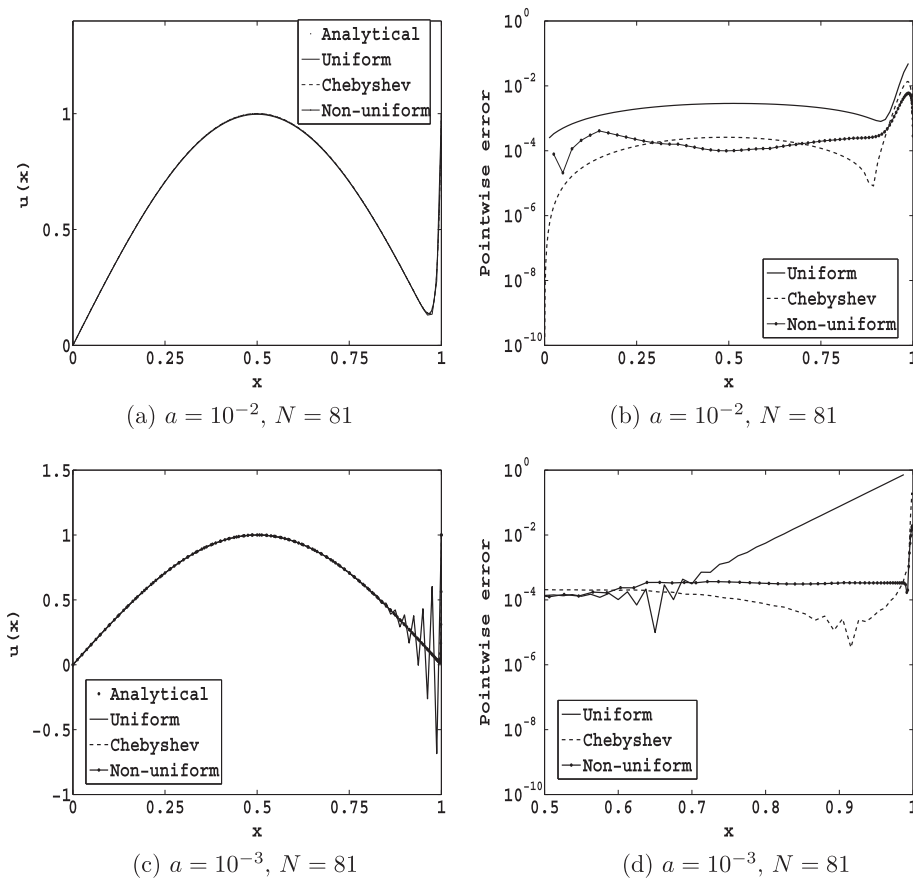 Analytical
Uniform
Chebyshev
Non-uniform
1
0.5
0
u(x)
0 0.25 0.5 0.75 1
x
(a) a = 10⁻², N = 81
10⁰
10⁻²
10⁻⁴
10⁻⁶
10⁻⁸
10⁻¹⁰
Pointwise error
Uniform
Chebyshev
Non-uniform
0 0.25 0.5 0.75 1
x
(b) a = 10⁻², N = 81
1.5
1
0.5
0
-0.5
-1
u(x)
Analytical
Uniform
Chebyshev
Non-uniform
0 0.25 0.5 0.75 1
x
(c) a = 10⁻³, N = 81
10⁰
10⁻²
10⁻⁴
10⁻⁶
10⁻⁸
10⁻¹⁰
Pointwise error
Uniform
Chebyshev
Non-uniform
0.5 0.6 0.7 0.8 0.9 1
x
(d) a = 10⁻³, N = 81